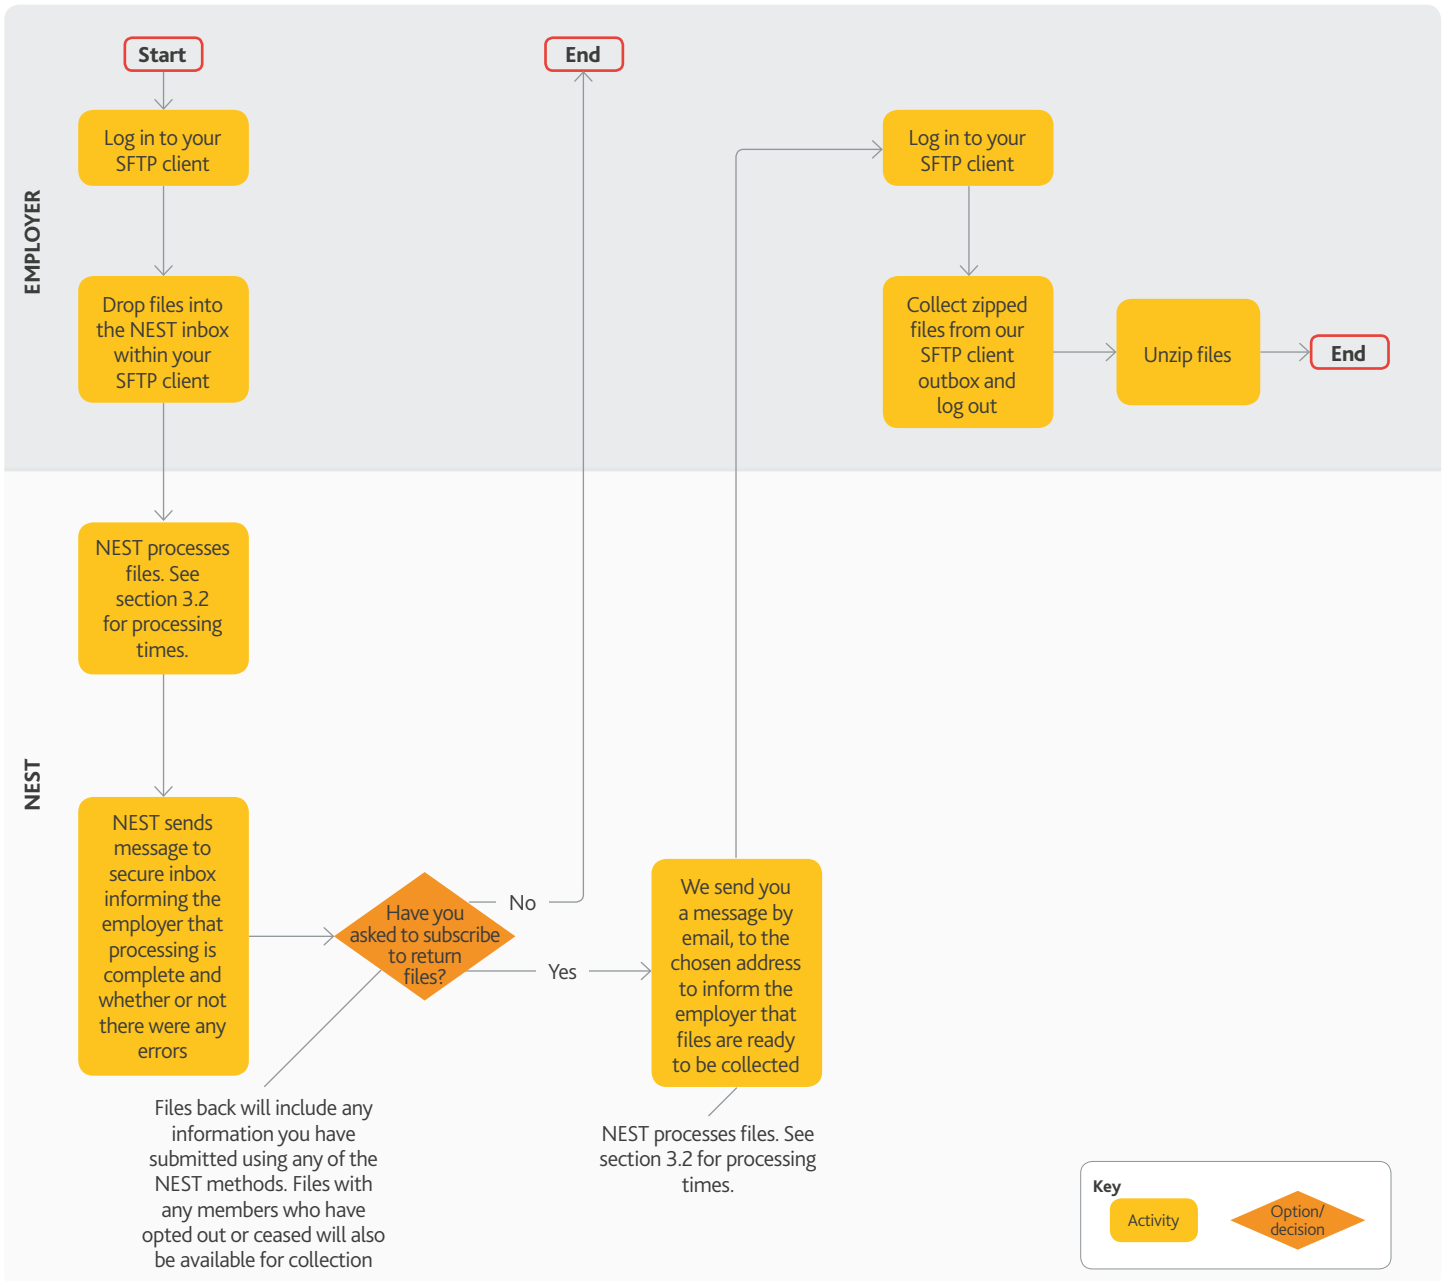 Start
End
EMPLOYER
Log in to your
SFTP client
Drop files into
the NEST inbox
within your
SFTP client
Log in to your
SFTP client
Collect zipped
files from our
SFTP client
outbox and
log out
Unzip files
End
NEST
NEST processes
files. See
section 3.2
for processing
times.
NEST sends
message to
secure inbox
informing the
employer that
processing is
complete and
whether or not
there were any
errors
Have you
asked to subscribe
to return
files?
No
Yes
We send you
a message by
email, to the
chosen address
to inform the
employer that
files are ready
to be collected
Files back will include any
information you have
submitted using any of the
NEST methods. Files with
any members who have
opted out or ceased will also
be available for collection
NEST processes files. See
section 3.2 for processing
times.
Key
Activity
Option/
decision